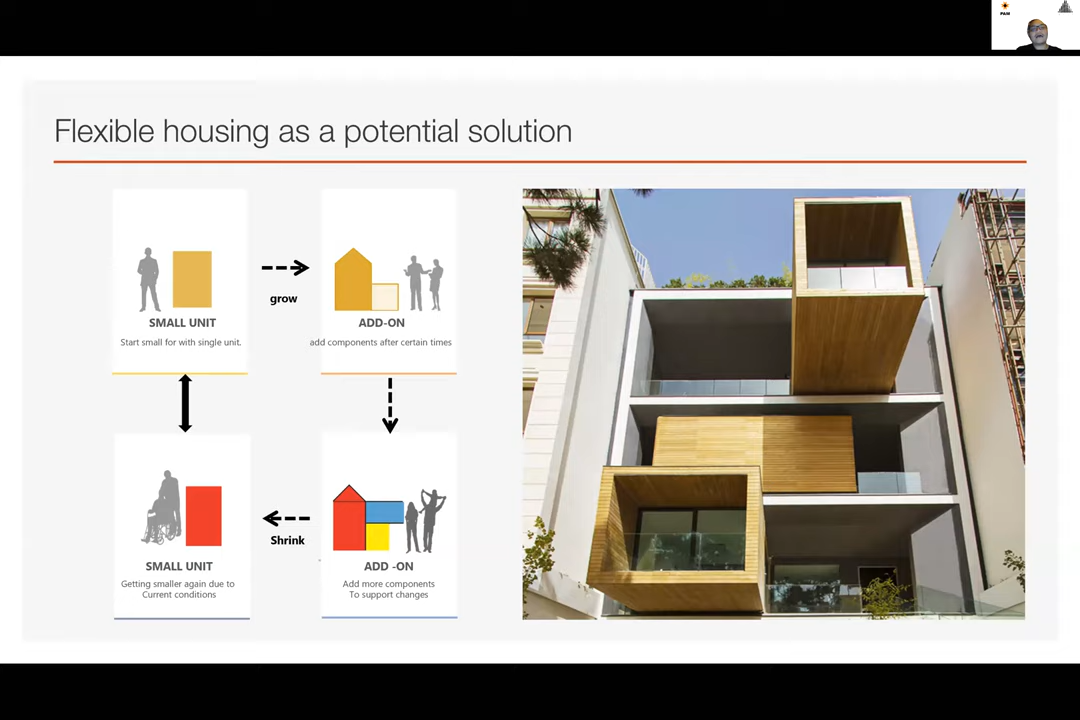 PAM
Flexible housing as a potential solution
grow
SMALL UNIT
Start small for with single unit.
ADD-ON
add components after certain times
Shrink
SMALL UNIT
Getting smaller again due to
Current conditions
ADD -ON
Add more components
To support changes